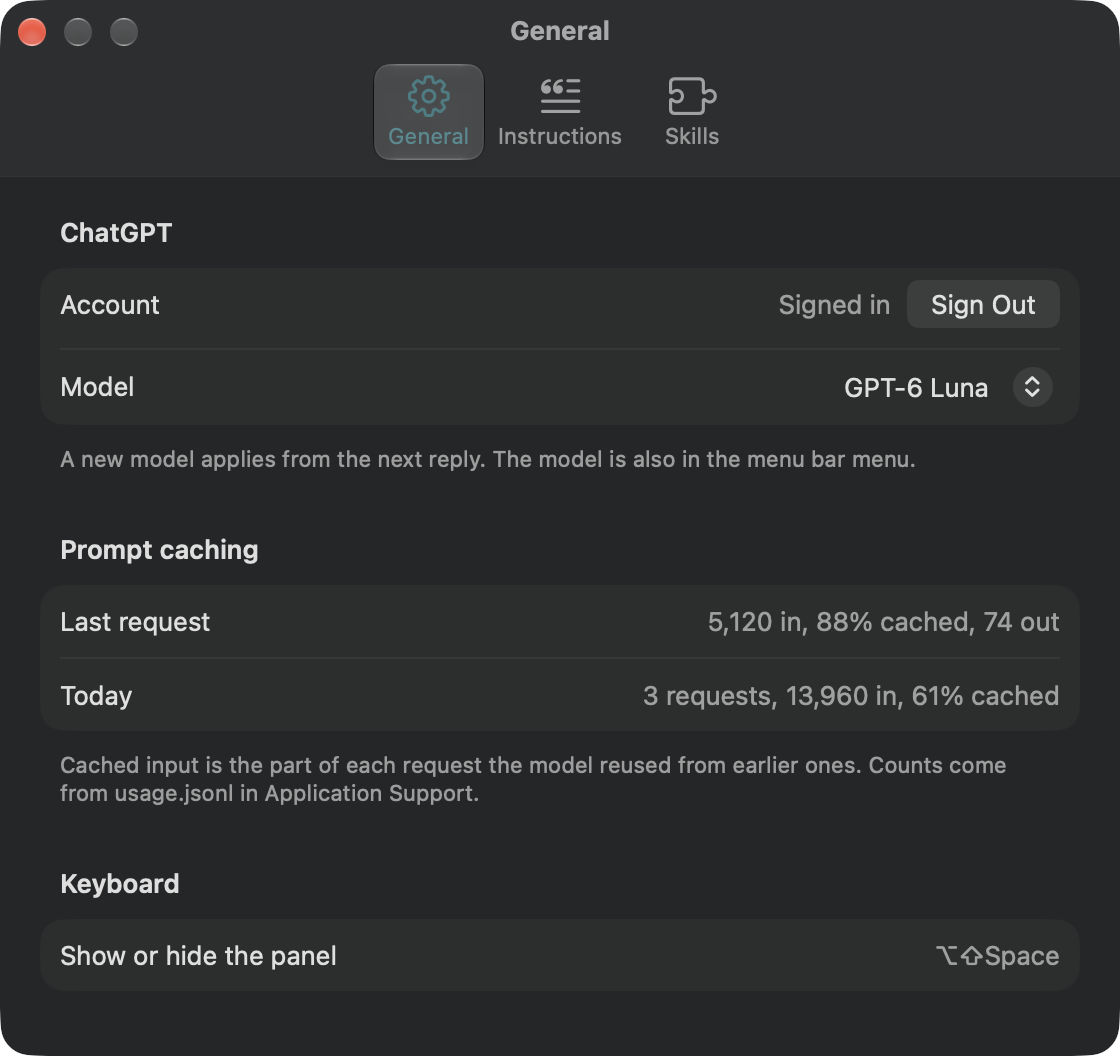 General
General
Instructions
Skills
ChatGPT
Account
Signed in
Sign Out
Model
GPT-6 Luna
A new model applies from the next reply. The model is also in the menu bar menu.
Prompt caching
Last request
5,120 in, 88% cached, 74 out
Today
3 requests, 13,960 in, 61% cached
Cached input is the part of each request the model reused from earlier ones. Counts come
from usage.jsonl in Application Support.
Keyboard
Show or hide the panel
⌥⇧Space